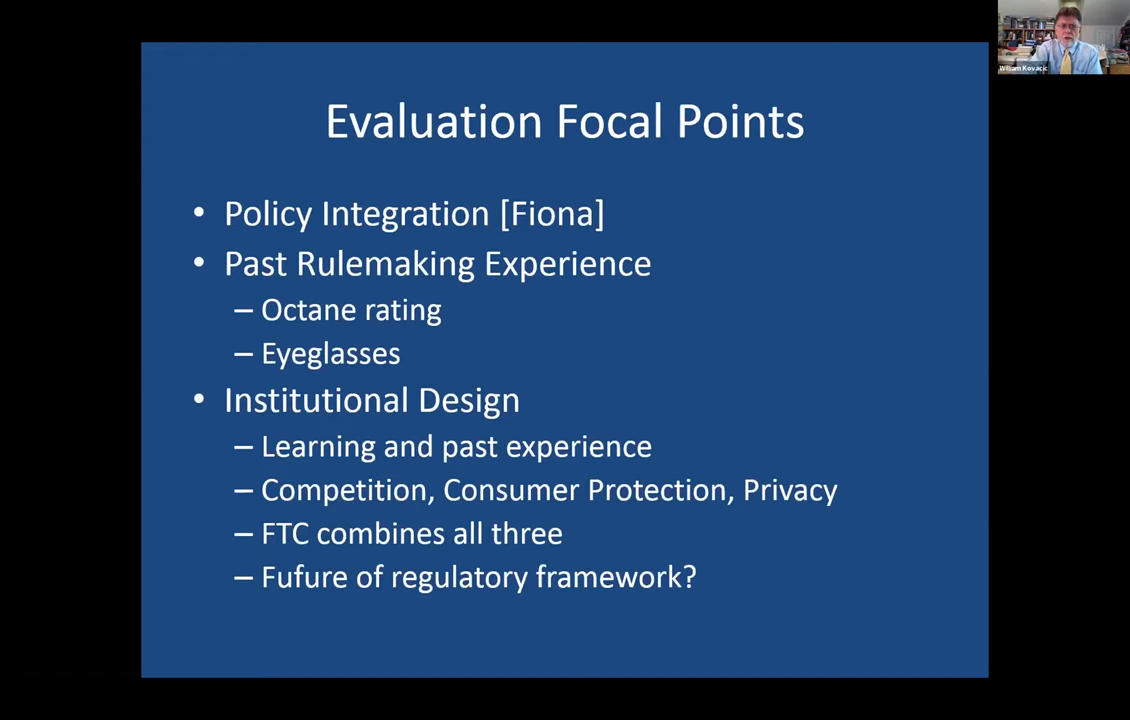 William Kovacic
Evaluation Focal Points
• Policy Integration [Fiona]
• Past Rulemaking Experience
– Octane rating
– Eyeglasses
• Institutional Design
– Learning and past experience
– Competition, Consumer Protection, Privacy
– FTC combines all three
– Fufure of regulatory framework?